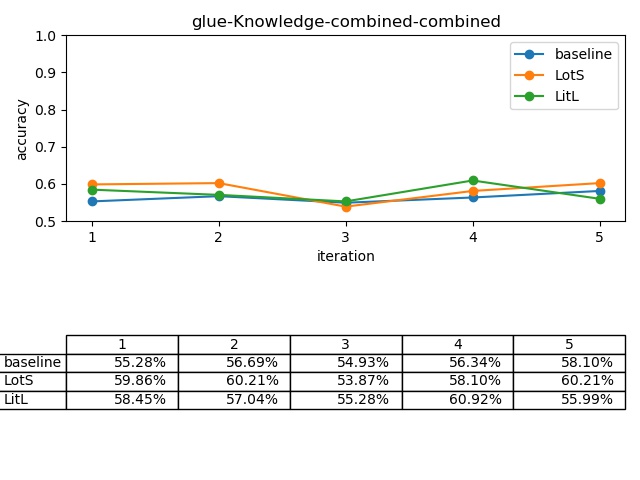 glue-Knowledge-combined-combined
1.0
0.9
0.8
0.7
0.6
0.5
accuracy
baseline
LotS
LitL
1 2 3 4 5
iteration
1 2 3 4 5
baseline 55.28% 56.69% 54.93% 56.34% 58.10%
LotS 59.86% 60.21% 53.87% 58.10% 60.21%
LitL 58.45% 57.04% 55.28% 60.92% 55.99%